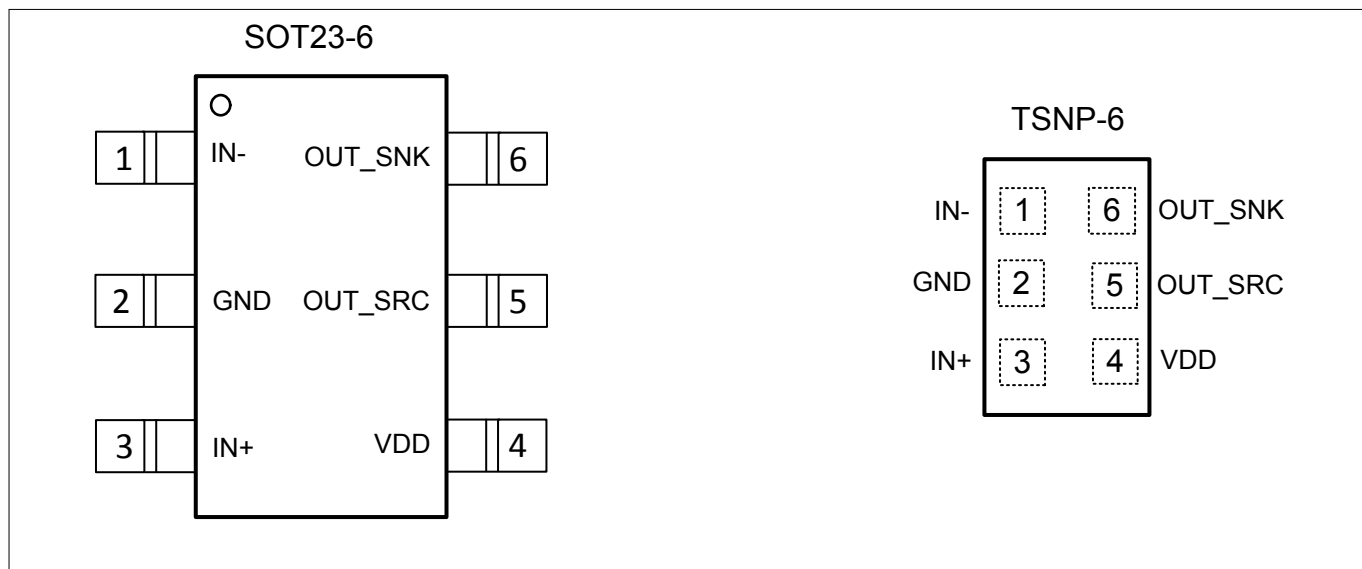 SOT23-6
1 IN- OUT_SNK 6
2 GND OUT_SRC 5
3 IN+ VDD 4
TSNP-6
IN- 1 6 OUT_SNK
GND 2 5 OUT_SRC
IN+ 3 4 VDD